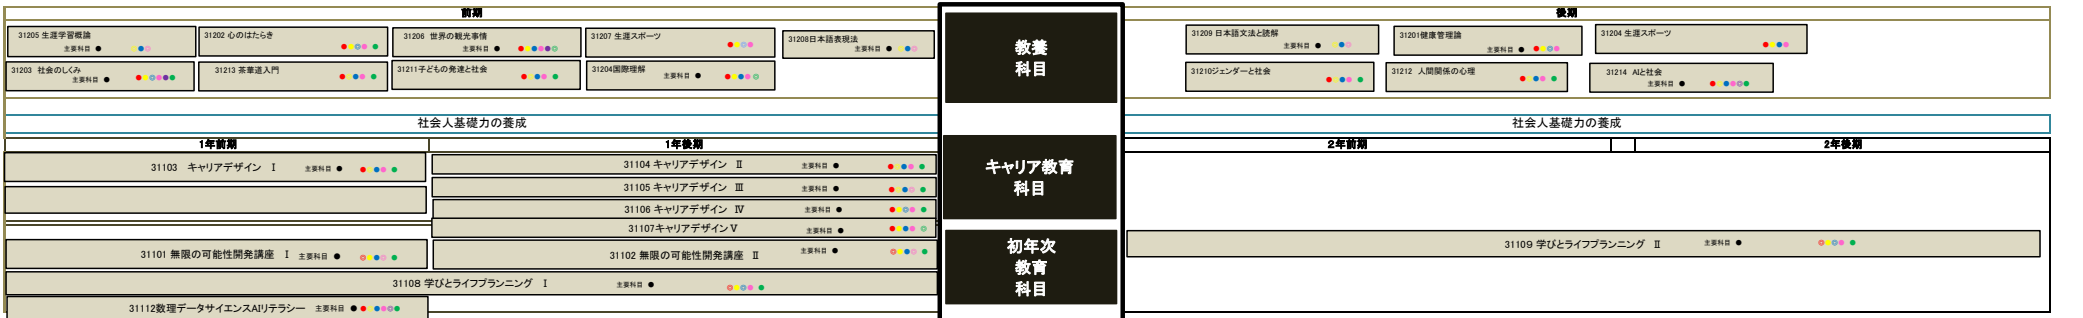 前期
31205 生涯学習概論
主要科目 ●
31202 心のはたらき
31206 世界の観光事情
主要科目 ●
31207 生涯スポーツ
31208日本語表現法
主要科目 ●
31203 社会のしくみ
主要科目 ●
31213 茶華道入門
31211子どもの発達と社会
31204国際理解
主要科目 ●
社会人基礎力の養成
1年前期
1年後期
31103 キャリアデザイン Ⅰ 主要科目 ●
31104 キャリアデザイン Ⅱ 主要科目 ●
31105 キャリアデザイン Ⅲ 主要科目 ●
31106 キャリアデザイン Ⅳ 主要科目 ●
31107キャリアデザインⅤ 主要科目 ●
31101 無限の可能性開発講座 Ⅰ 主要科目 ●
31102 無限の可能性開発講座 Ⅱ 主要科目 ●
31108 学びとライフプランニング Ⅰ 主要科目 ●
31112数理データサイエンスAIリテラシー 主要科目 ●
教養
科目
キャリア教育
科目
初年次
教育
科目
後期
31209 日本語文法と読解
主要科目 ●
31201健康管理論
主要科目 ●
31204 生涯スポーツ
31210ジェンダーと社会
31212 人間関係の心理
31214 AIと社会
主要科目 ●
社会人基礎力の養成
2年前期
2年後期
31109 学びとライフプランニング Ⅱ 主要科目 ●